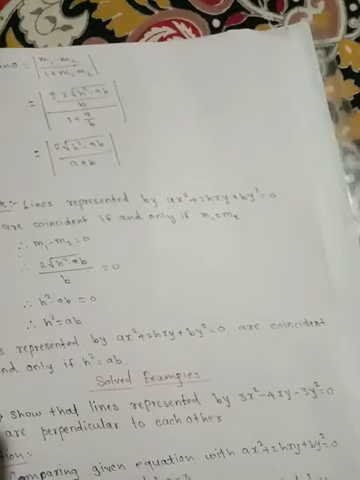 anθ = |m₁-m₂ / 1+m₁m₂|
= |2√h²-ab / b / 1+a/b|
= |2√h²-ab / a+b|
:- Lines represented by ax²+2hxy+by²=0
are coincident if and only if m₁=m₂
∴ m₁-m₂=0
∴ 2√h²-ab / b = 0
∴ h²-ab=0
∴ h²=ab
s represented by ax²+2hxy+by²=0 are coincident
nd only if h²=ab
Solved Examples
show that lines represented by 3x²-4xy-3y²=0
are perpendicular to each other
tion:-
Comparing given equation with ax²+2hxy+by²=0